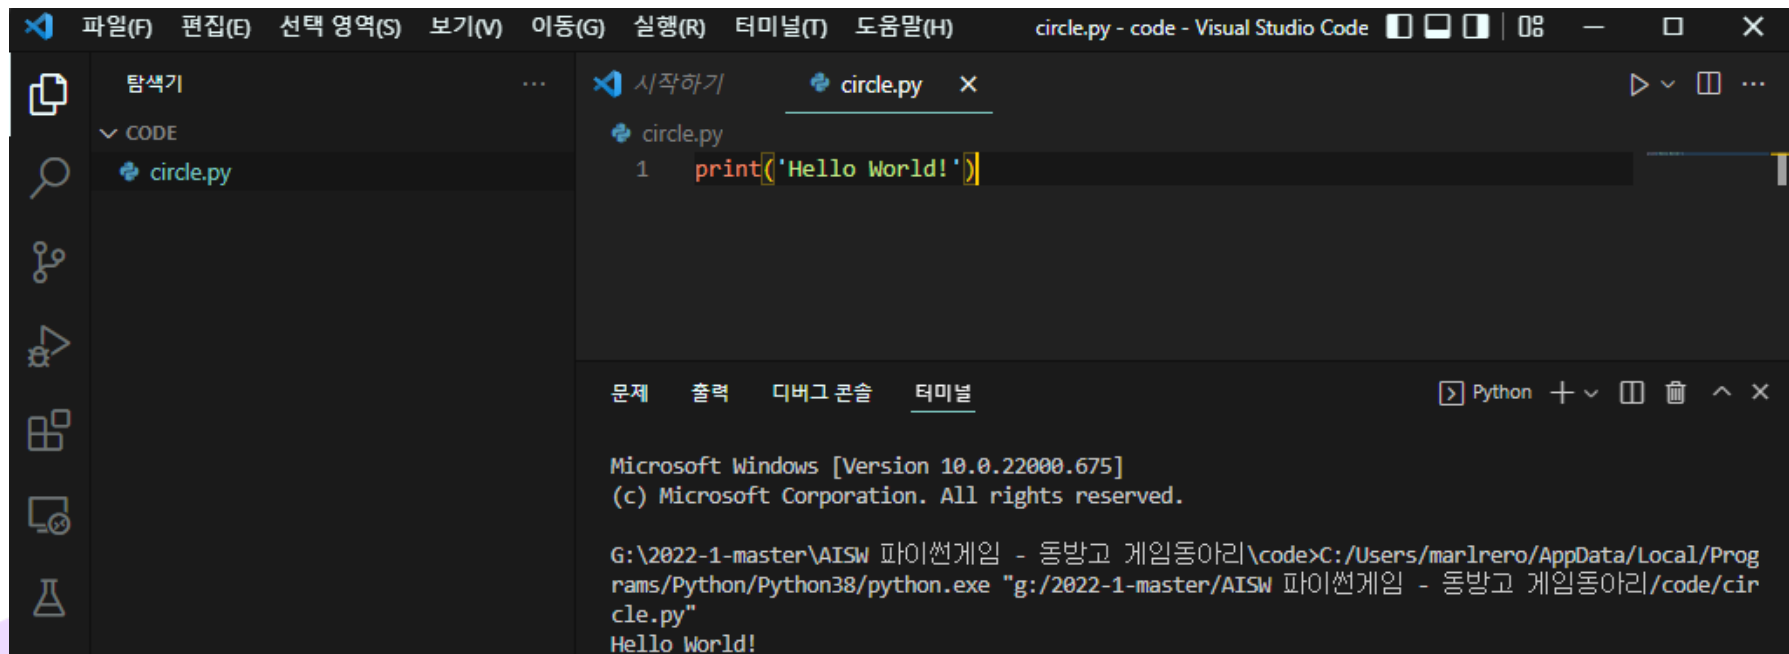 파일(F) 편집(E) 선택 영역(S) 보기(V) 이동(G) 실행(R) 터미널(T) 도움말(H) circle.py - code - Visual Studio Code
탐색기 ···
CODE
circle.py
시작하기 circle.py
circle.py
1 print('Hello World!')
문제 출력 디버그 콘솔 터미널 Python
Microsoft Windows [Version 10.0.22000.675]
(c) Microsoft Corporation. All rights reserved.
G:\2022-1-master\AISW 파이썬게임 - 동방고 게임동아리\code>C:/Users/marlrero/AppData/Local/Prog
rams/Python/Python38/python.exe "g:/2022-1-master/AISW 파이썬게임 - 동방고 게임동아리/code/cir
cle.py"
Hello World!